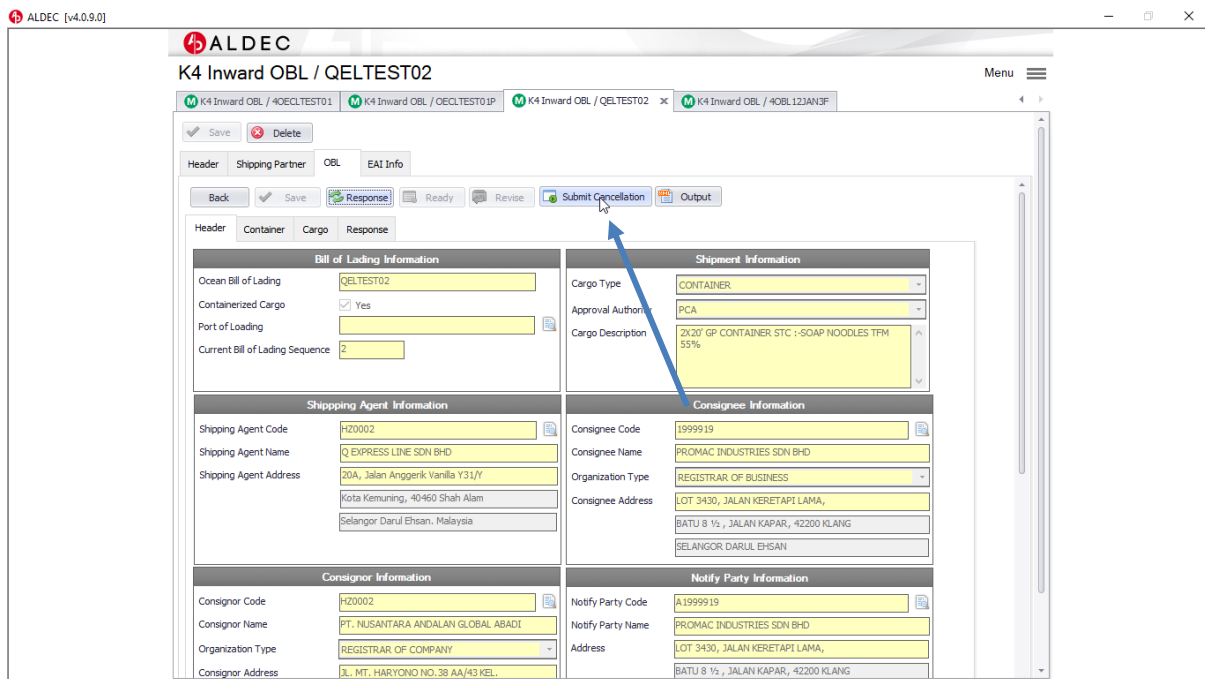 ALDEC [v4.0.9.0]
ALDEC
K4 Inward OBL / QELTEST02
Menu
K4 Inward OBL / 4OECLTEST01
K4 Inward OBL / OECLTEST01P
K4 Inward OBL / QELTEST02
K4 Inward OBL / 4OBL12JAN3F
Save Delete
Header Shipping Partner OBL EAI Info
Back Save Response Ready Revise Submit Cancellation Output
Header Container Cargo Response
Bill of Lading Information
Ocean Bill of Lading QELTEST02
Containerized Cargo Yes
Port of Loading
Current Bill of Lading Sequence 2
Shipment Information
Cargo Type CONTAINER
Approval Authority PCA
Cargo Description 2X20' GP CONTAINER STC :-SOAP NOODLES TFM
55%
Shippping Agent Information
Shipping Agent Code HZ0002
Shipping Agent Name Q EXPRESS LINE SDN BHD
Shipping Agent Address 20A, Jalan Anggerik Vanilla Y31/Y
Kota Kemuning, 40460 Shah Alam
Selangor Darul Ehsan. Malaysia
Consignee Information
Consignee Code 1999919
Consignee Name PROMAC INDUSTRIES SDN BHD
Organization Type REGISTRAR OF BUSINESS
Consignee Address LOT 3430, JALAN KERETAPI LAMA,
BATU 8 ½ , JALAN KAPAR, 42200 KLANG
SELANGOR DARUL EHSAN
Consignor Information
Consignor Code HZ0002
Consignor Name PT. NUSANTARA ANDALAN GLOBAL ABADI
Organization Type REGISTRAR OF COMPANY
Consignor Address JL. MT. HARYONO NO.38 AA/43 KEL.
Notify Party Information
Notify Party Code A1999919
Notify Party Name PROMAC INDUSTRIES SDN BHD
Address LOT 3430, JALAN KERETAPI LAMA,
BATU 8 ½ , JALAN KAPAR, 42200 KLANG